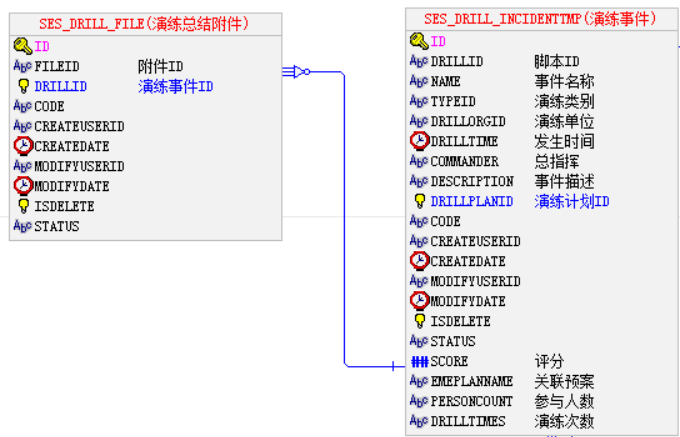 SES_DRILL_FILE(演练总结附件)
ID
FILEID 附件ID
DRILLID 演练事件ID
CODE
CREATEUSERID
CREATEDATE
MODIFYUSERID
MODIFYDATE
ISDELETE
STATUS
SES_DRILL_INCIDENTTMP(演练事件)
ID
DRILLID 脚本ID
NAME 事件名称
TYPEID 演练类别
DRILLORGID 演练单位
DRILLTIME 发生时间
COMMANDER 总指挥
DESCRIPTION 事件描述
DRILLPLANID 演练计划ID
CODE
CREATEUSERID
CREATEDATE
MODIFYUSERID
MODIFYDATE
ISDELETE
STATUS
SCORE 评分
EMEPLANNAME 关联预案
PERSONCOUNT 参与人数
DRILLTIMES 演练次数